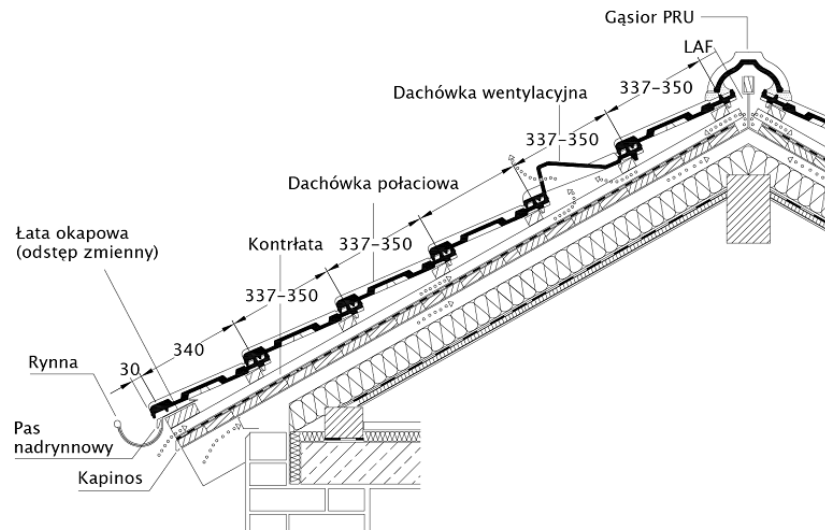 Gąsior PRU
LAF
337–350
Dachówka wentylacyjna
337–350
Dachówka połaciowa
Łata okapowa
(odstęp zmienny)
Kontrłata
337–350
337–350
340
30
Rynna
Pas
nadrynnowy
Kapinos